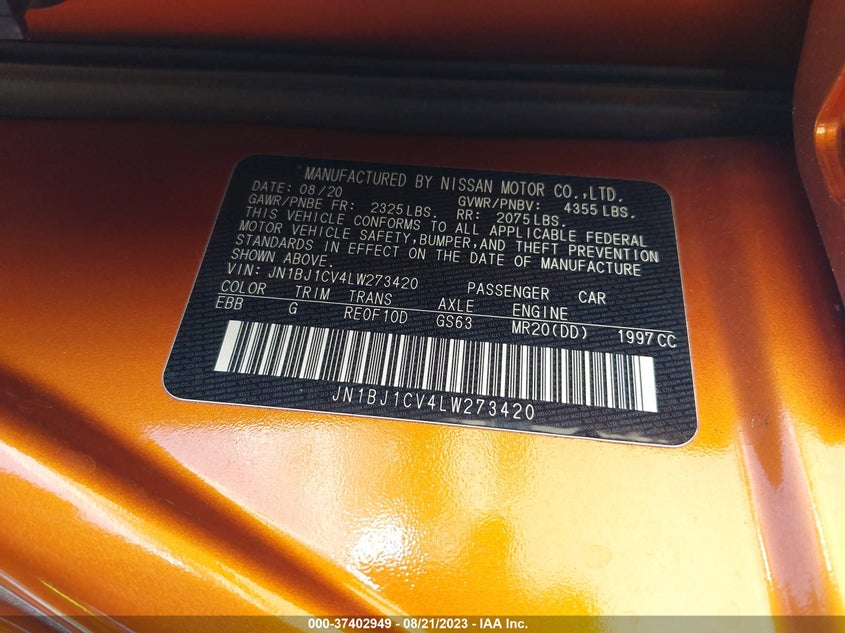 MANUFACTURED BY NISSAN MOTOR CO.,LTD.
DATE: 08/20 GVWR/PNBV: 4355 LBS.
GAWR/PNBE FR: 2325 LBS. RR: 2075 LBS.
THIS VEHICLE CONFORMS TO ALL APPLICABLE FEDERAL
MOTOR VEHICLE SAFETY,BUMPER,AND THEFT PREVENTION
STANDARDS IN EFFECT ON THE DATE OF MANUFACTURE
SHOWN ABOVE.
VIN: JN1BJ1CV4LW273420 PASSENGER CAR
COLOR TRIM TRANS AXLE ENGINE
EBB G RE0F10D GS63 MR20(DD) 1997CC
JN1BJ1CV4LW273420
000-37402949 - 08/21/2023 - IAA Inc.